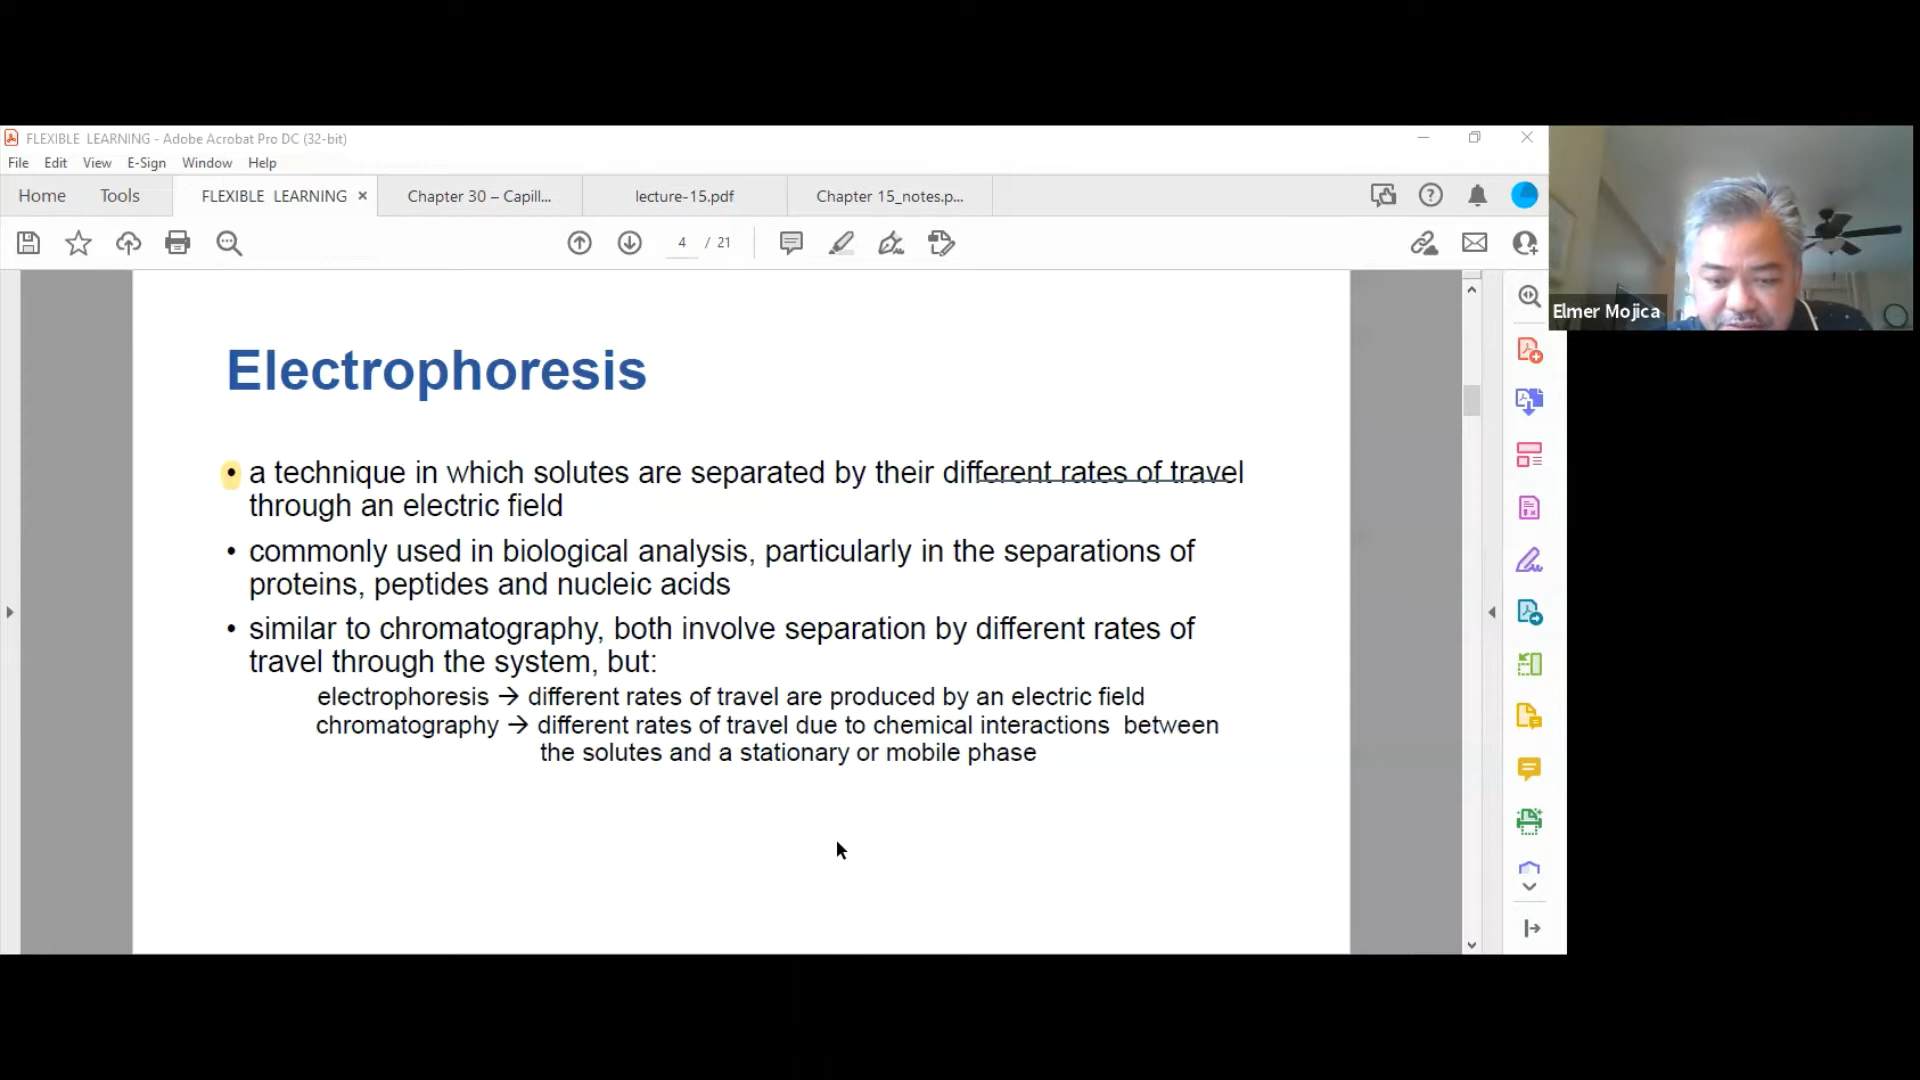 FLEXIBLE LEARNING - Adobe Acrobat Pro DC (32-bit)
File Edit View E-Sign Window Help
Home Tools FLEXIBLE LEARNING × Chapter 30 – Capill... lecture-15.pdf Chapter 15_notes.p...
4 / 21
Elmer Mojica
Electrophoresis
• a technique in which solutes are separated by their different rates of travel
through an electric field
• commonly used in biological analysis, particularly in the separations of
proteins, peptides and nucleic acids
• similar to chromatography, both involve separation by different rates of
travel through the system, but:
electrophoresis → different rates of travel are produced by an electric field
chromatography → different rates of travel due to chemical interactions between
the solutes and a stationary or mobile phase